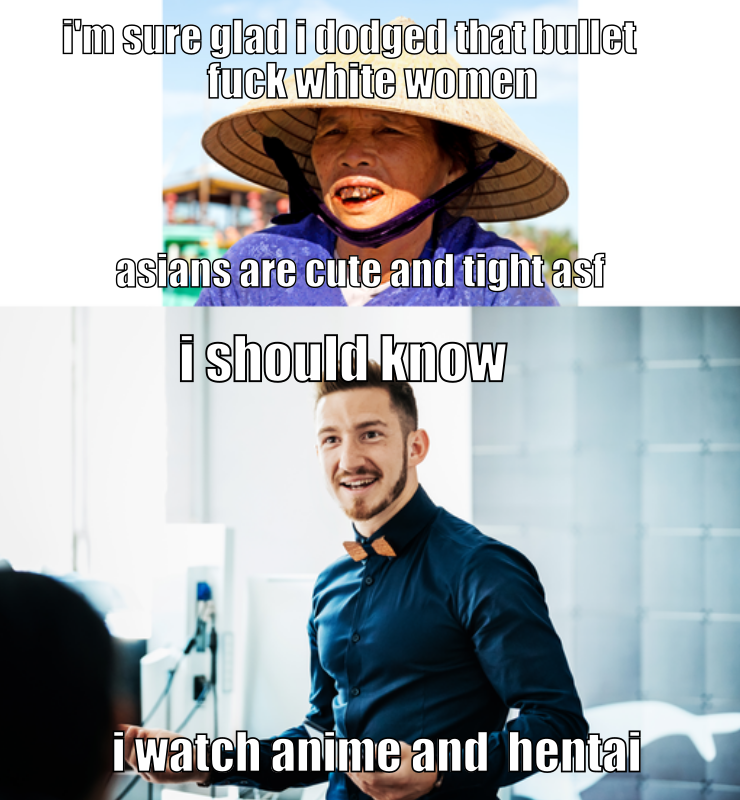 i'm sure glad i dodged that bullet
fuck white women
asians are cute and tight asf
i should know
i watch anime and hentai